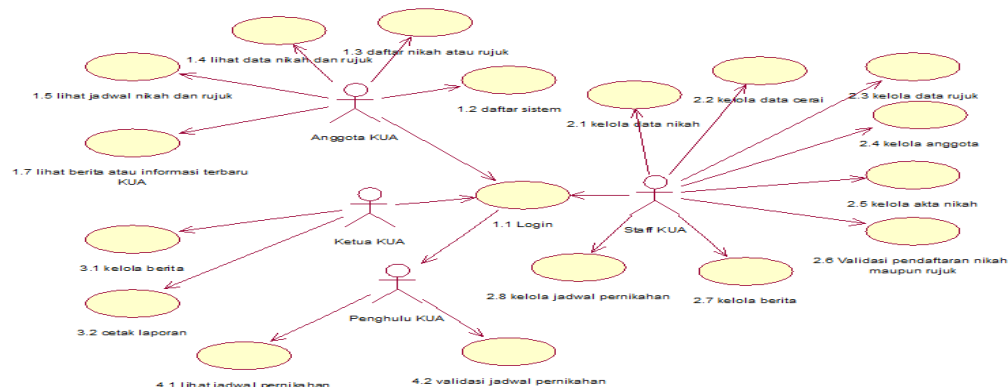 1.4 lihat data nikah dan rujuk
1.3 daftar nikah atau rujuk
1.5 lihat jadwal nikah dan rujuk
1.2 daftar sistem
Anggota KUA
1.7 lihat berita atau informasi terbaru
KUA
2.1 kelola data nikah
2.2 kelola data cerai
2.3 kelola data rujuk
2.4 kelola anggota
2.5 kelola akta nikah
2.6 Validasi pendaftaran nikah
maupun rujuk
1.1 Login
Staff KUA
Ketua KUA
3.1 kelola berita
3.2 cetak laporan
2.8 kelola jadwal pernikahan
2.7 kelola berita
Penghulu KUA
4.1 lihat jadwal pernikahan
4.2 validasi jadwal pernikahan